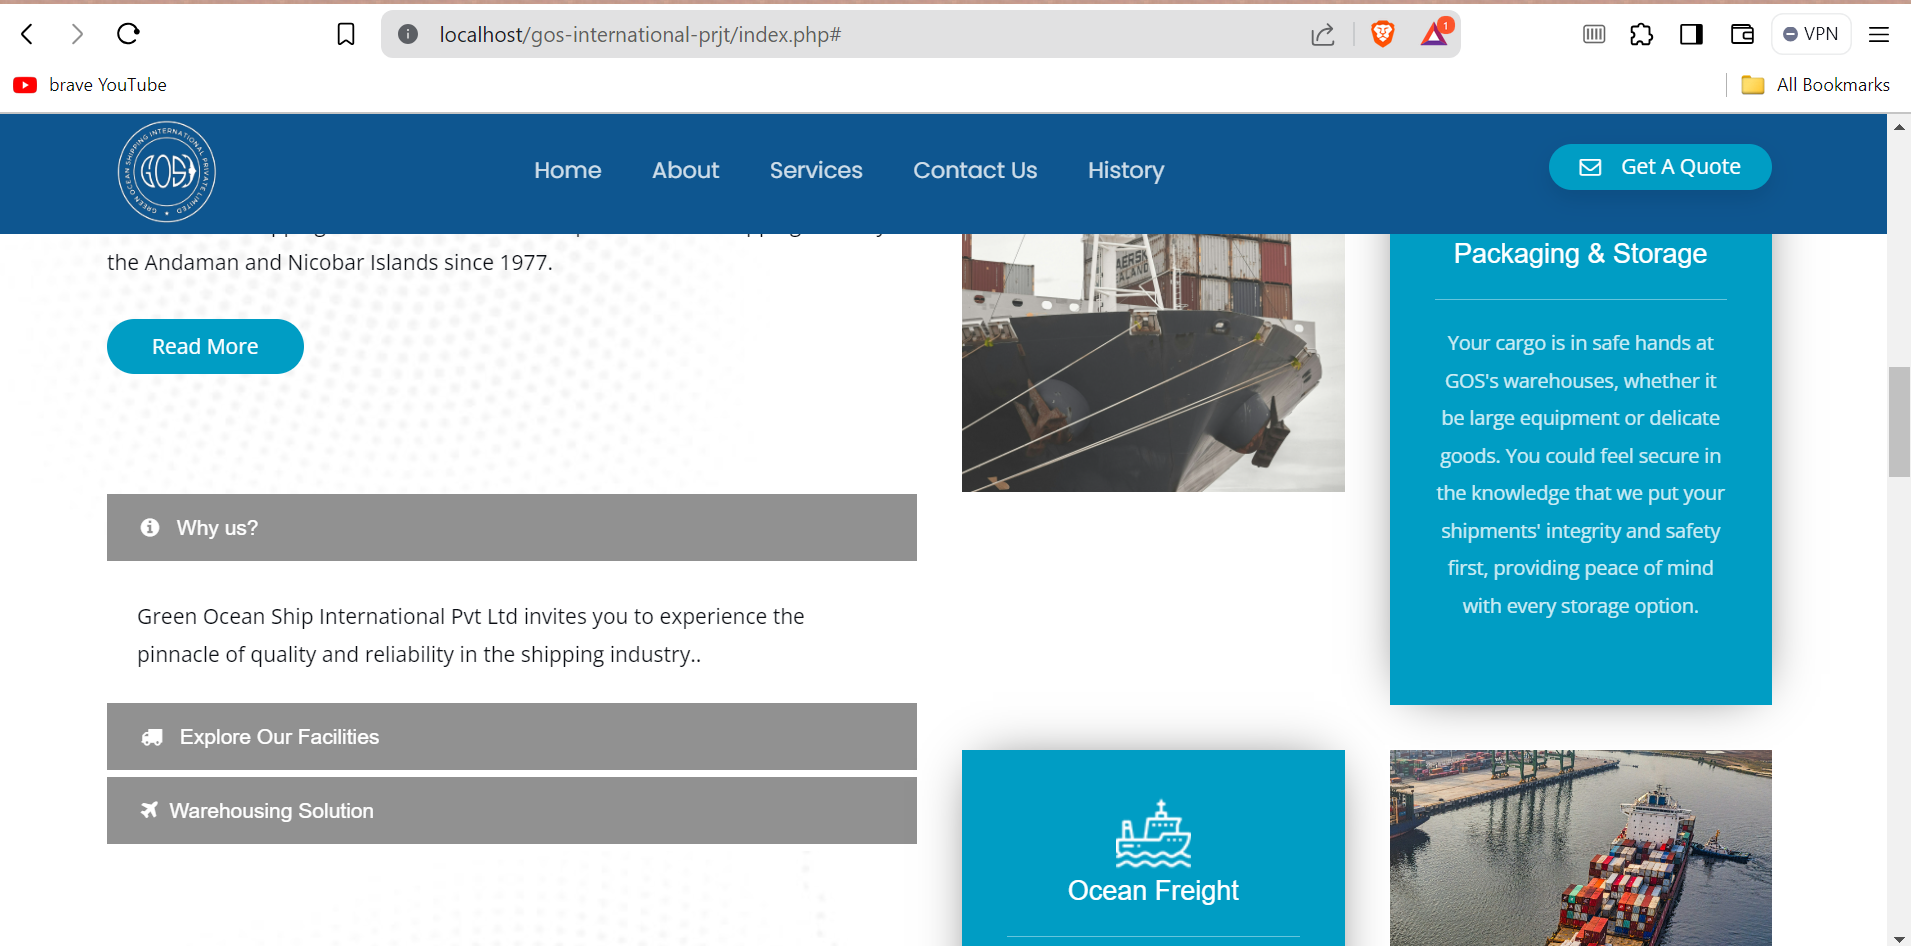 localhost/gos-international-prjt/index.php#
1
VPN
brave YouTube
All Bookmarks
GREEN OCEAN SHIPPING INTERNATIONAL PRIVATE LIMITED
GOS
Home
About
Services
Contact Us
History
Get A Quote
the Andaman and Nicobar Islands since 1977.
Read More
Why us?
Green Ocean Ship International Pvt Ltd invites you to experience the
pinnacle of quality and reliability in the shipping industry..
Explore Our Facilities
Warehousing Solution
Packaging & Storage
Your cargo is in safe hands at
GOS's warehouses, whether it
be large equipment or delicate
goods. You could feel secure in
the knowledge that we put your
shipments' integrity and safety
first, providing peace of mind
with every storage option.
Ocean Freight